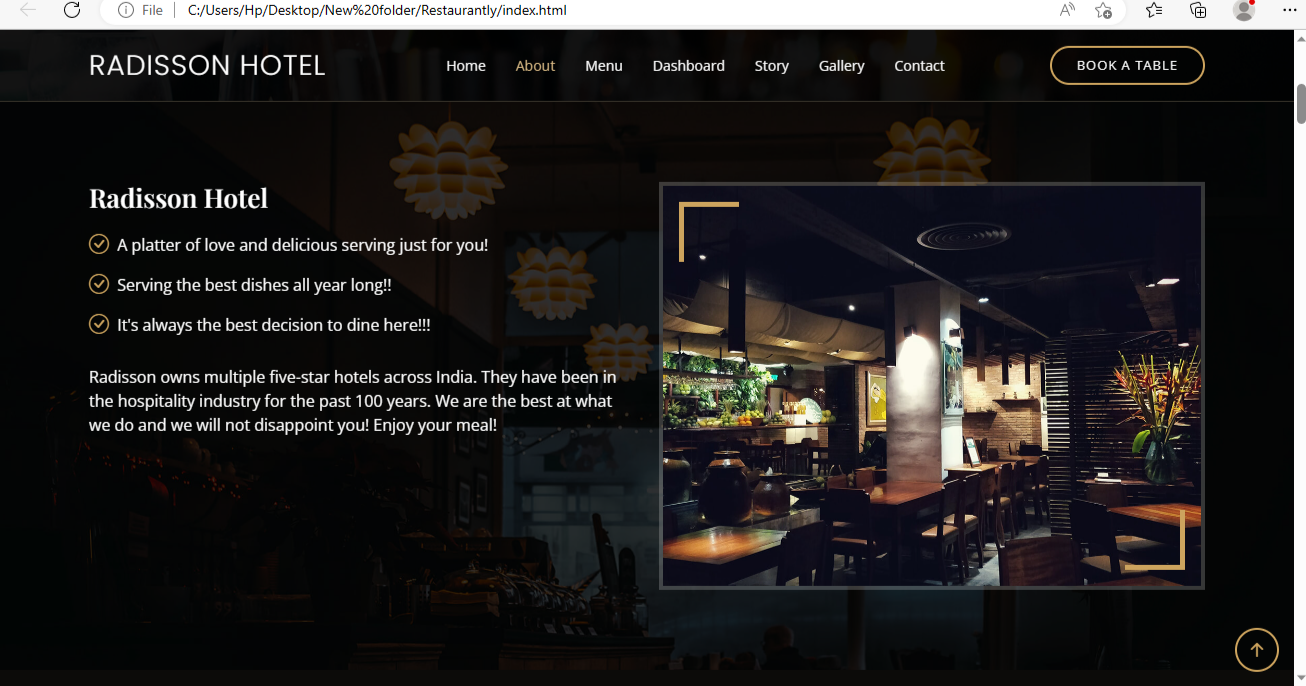 File
C:/Users/Hp/Desktop/New%20folder/Restaurantly/index.html
RADISSON HOTEL
Home
About
Menu
Dashboard
Story
Gallery
Contact
BOOK A TABLE
Radisson Hotel
A platter of love and delicious serving just for you!
Serving the best dishes all year long!!
It's always the best decision to dine here!!!
Radisson owns multiple five-star hotels across India. They have been in
the hospitality industry for the past 100 years. We are the best at what
we do and we will not disappoint you! Enjoy your meal!